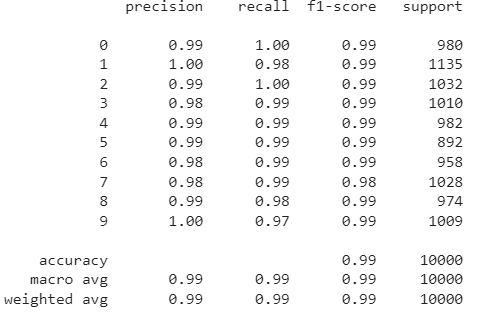 precision recall f1-score support
0 0.99 1.00 0.99 980
1 1.00 0.98 0.99 1135
2 0.99 1.00 0.99 1032
3 0.98 0.99 0.99 1010
4 0.99 0.99 0.99 982
5 0.99 0.99 0.99 892
6 0.98 0.99 0.99 958
7 0.98 0.99 0.98 1028
8 0.99 0.98 0.99 974
9 1.00 0.97 0.99 1009
accuracy 0.99 10000
macro avg 0.99 0.99 0.99 10000
weighted avg 0.99 0.99 0.99 10000